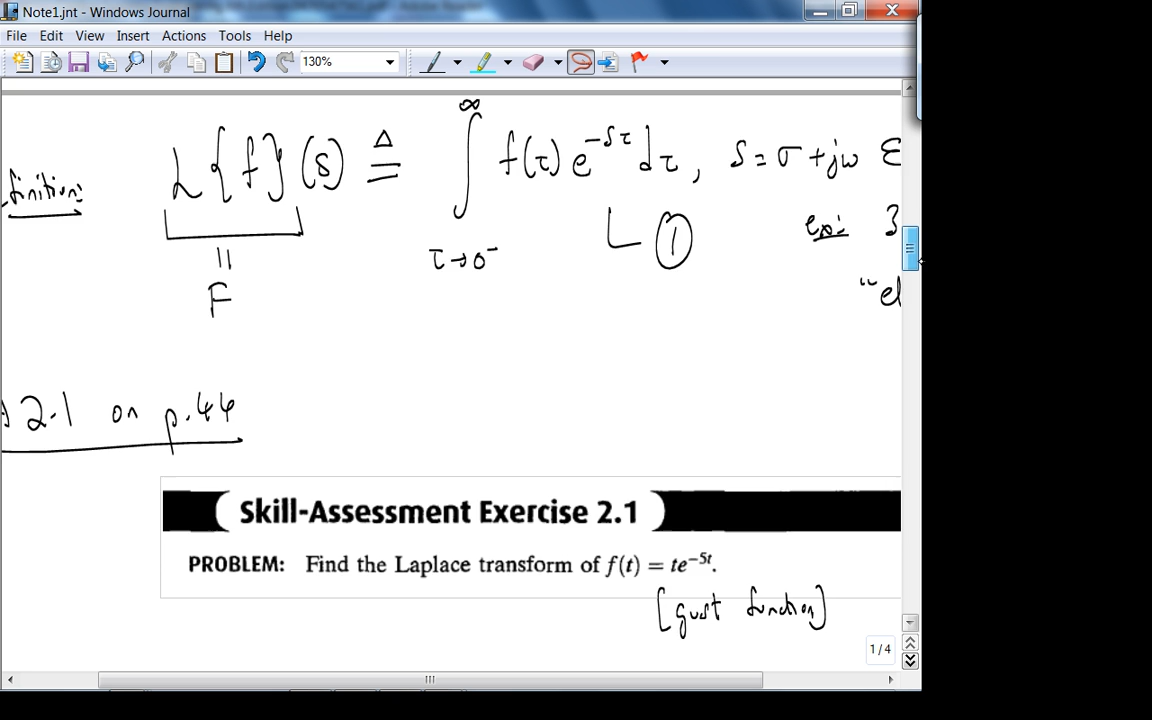 Note1.jnt - Windows Journal
File Edit View Insert Actions Tools Help
130%
finition:
L{f}(s) ≜ ∫ f(τ) e^{-sτ} dτ, s = σ + jω ε
∞
τ→0⁻
①
ex:
=
F
"el
2.1 on p.44
Skill-Assessment Exercise 2.1
PROBLEM: Find the Laplace transform of f(t) = te^{-5t}.
[gust function]
1 / 4